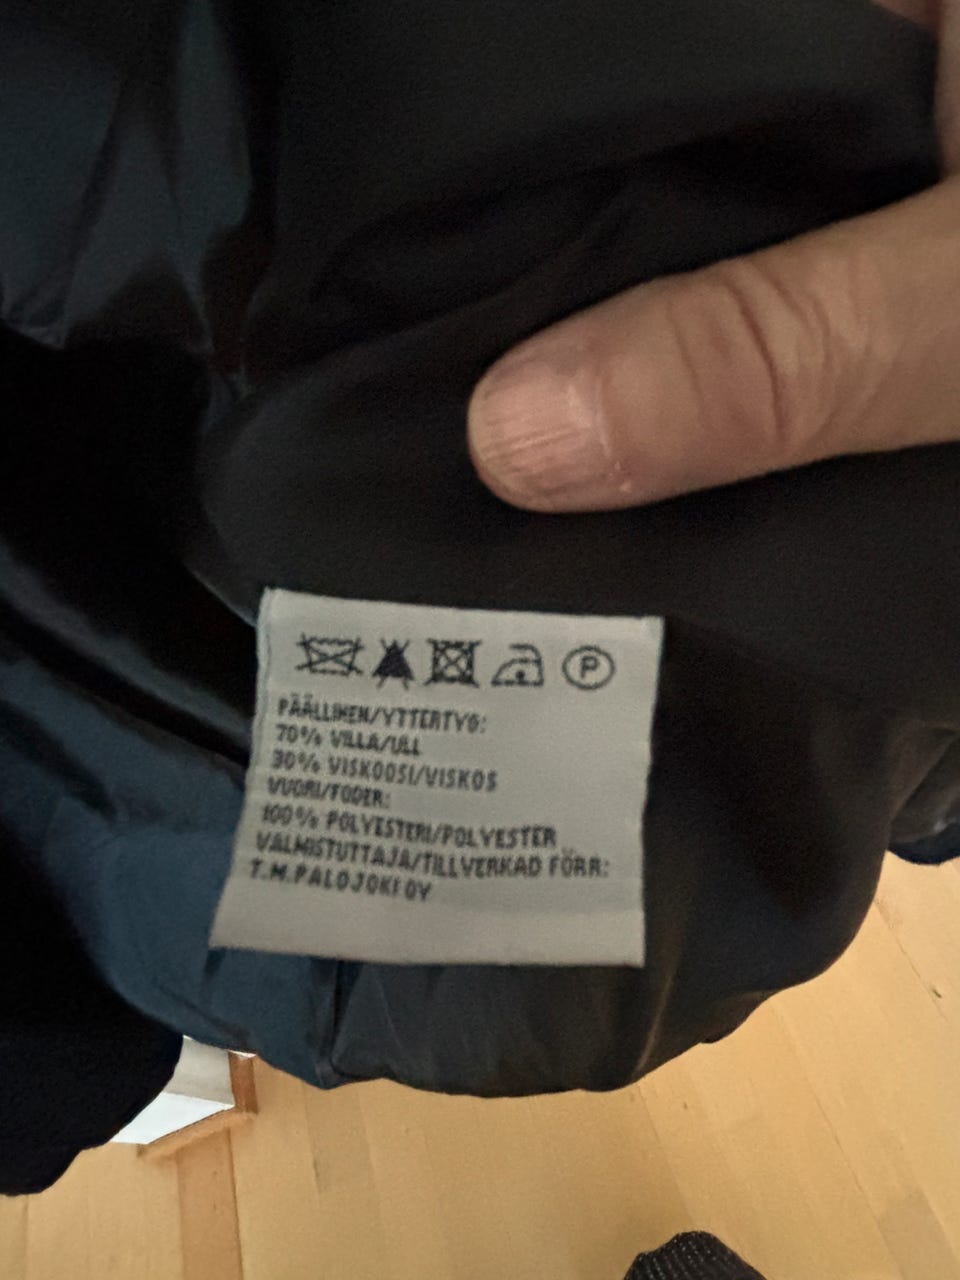 P
PÄÄLLINEN/YTTERTYG:
70% VILLA/ULL
30% VISKOOSI/VISKOS
VUORI/FODER:
100% POLYESTERI/POLYESTER
VALMISTUTTAJA/TILLVERKAD FÖRR:
T.M.PALOJOKI OY